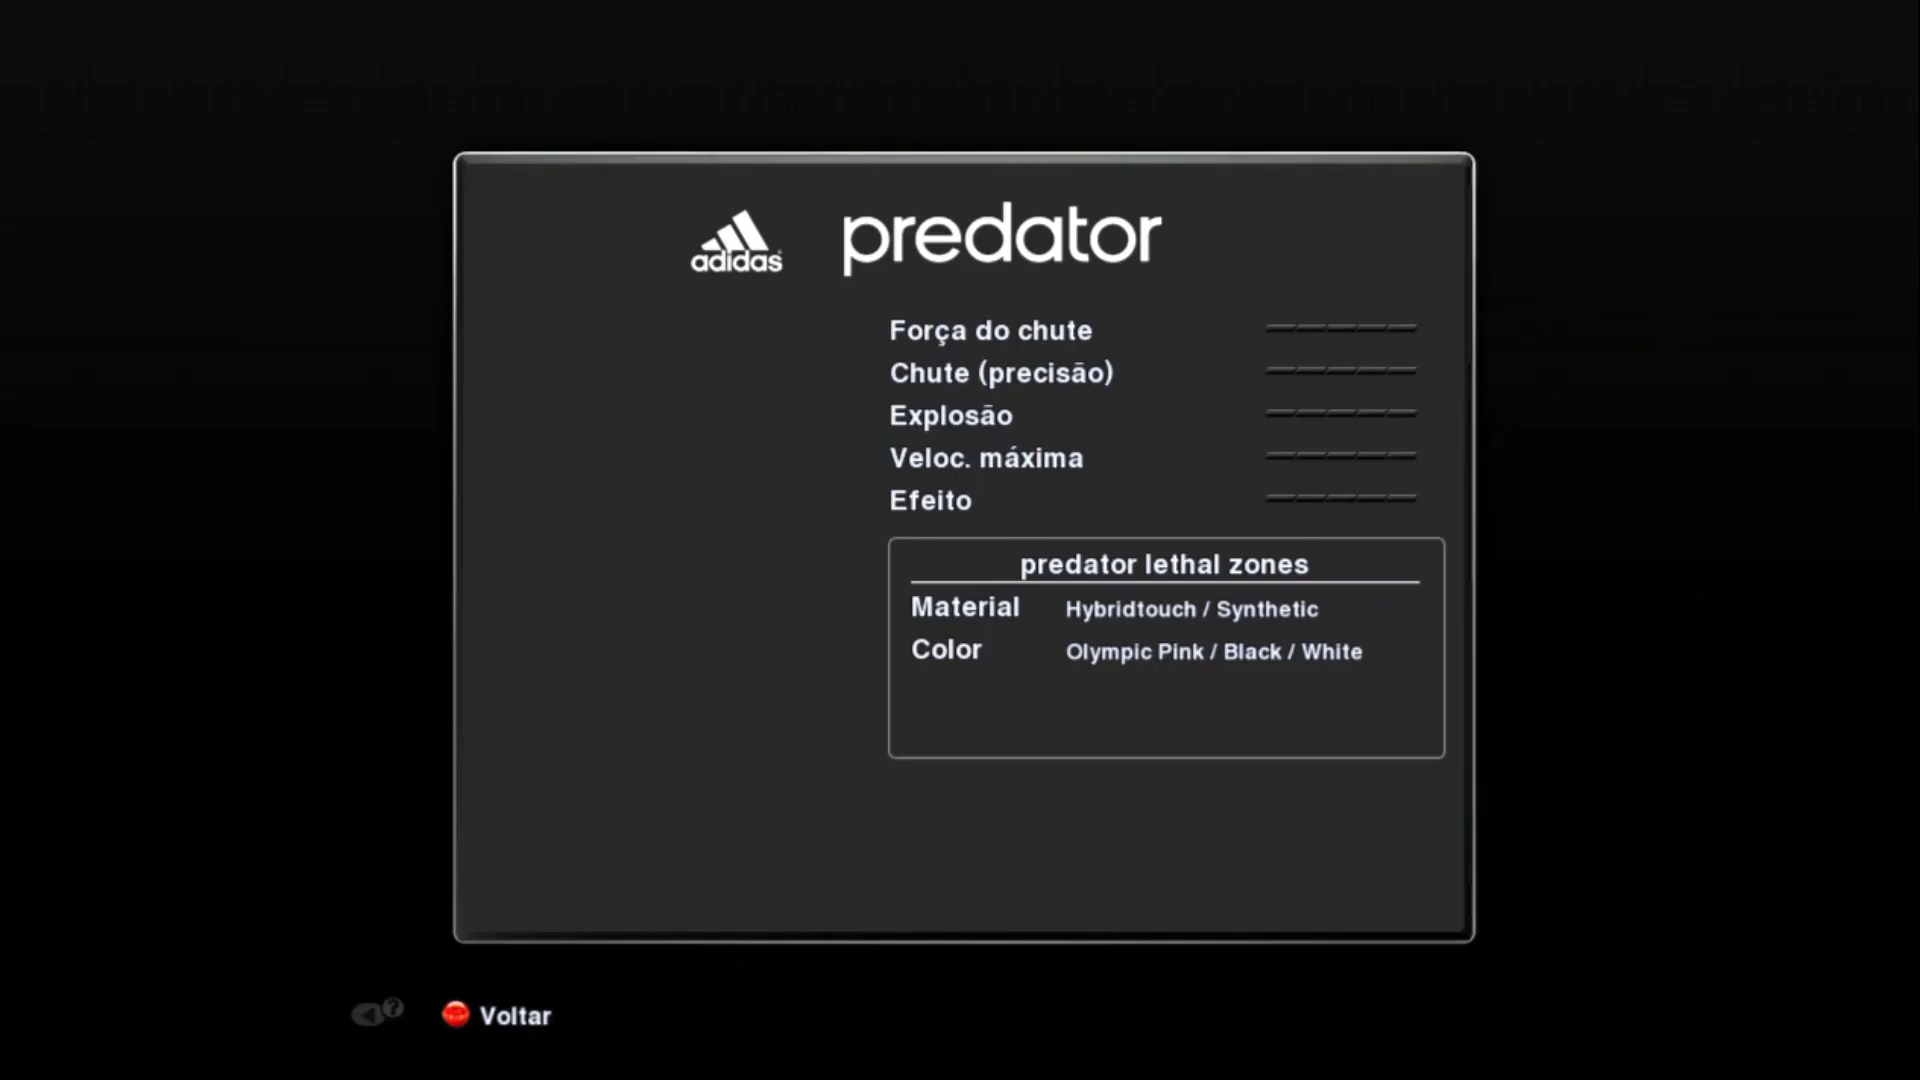 adidas
predator
Força do chute
Chute (precisão)
Explosão
Veloc. máxima
Efeito
predator lethal zones
Material Hybridtouch / Synthetic
Color Olympic Pink / Black / White
?
Voltar